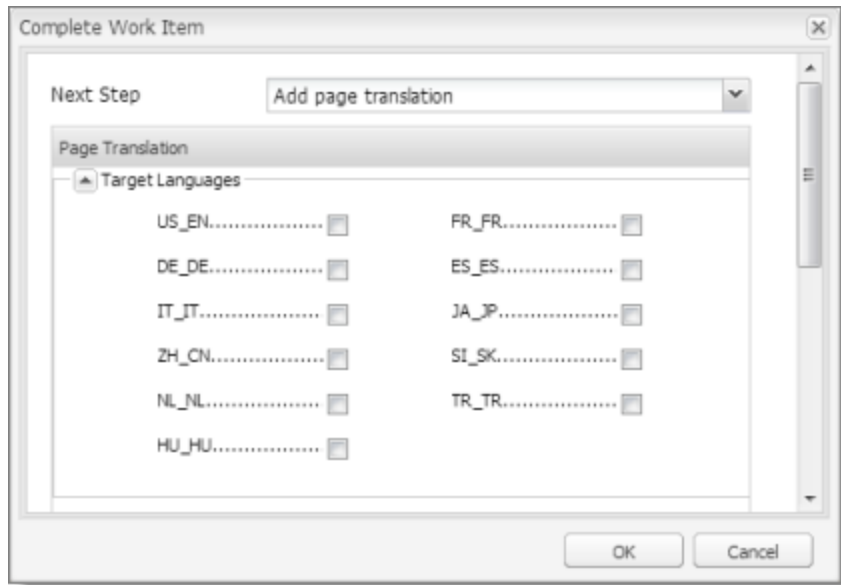 Complete Work Item
Next Step Add page translation
Page Translation
Target Languages
US_EN................... FR_FR...................
DE_DE................... ES_ES...................
IT_IT.................... JA_JP...................
ZH_CN................... SI_SK...................
NL_NL................... TR_TR...................
HU_HU..................
OK Cancel